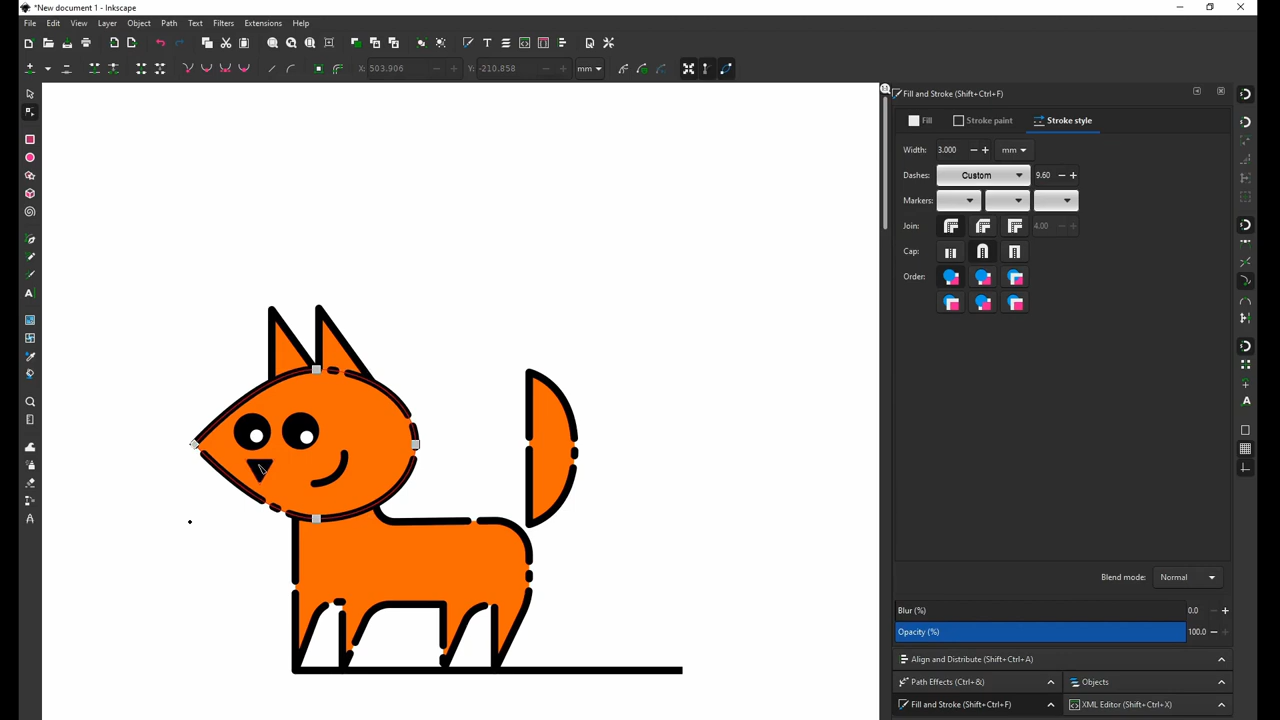 *New document 1 - Inkscape
File Edit View Layer Object Path Text Filters Extensions Help
X: 503.906 Y: -210.858 mm
Fill and Stroke (Shift+Ctrl+F)
Fill Stroke paint Stroke style
Width: 3.000 mm
Dashes: Custom 9.60
Markers:
Join: 4.00
Cap:
Order:
Blend mode: Normal
Blur (%) 0.0
Opacity (%) 100.0
Align and Distribute (Shift+Ctrl+A)
Path Effects (Ctrl+&) Objects
Fill and Stroke (Shift+Ctrl+F) XML Editor (Shift+Ctrl+X)